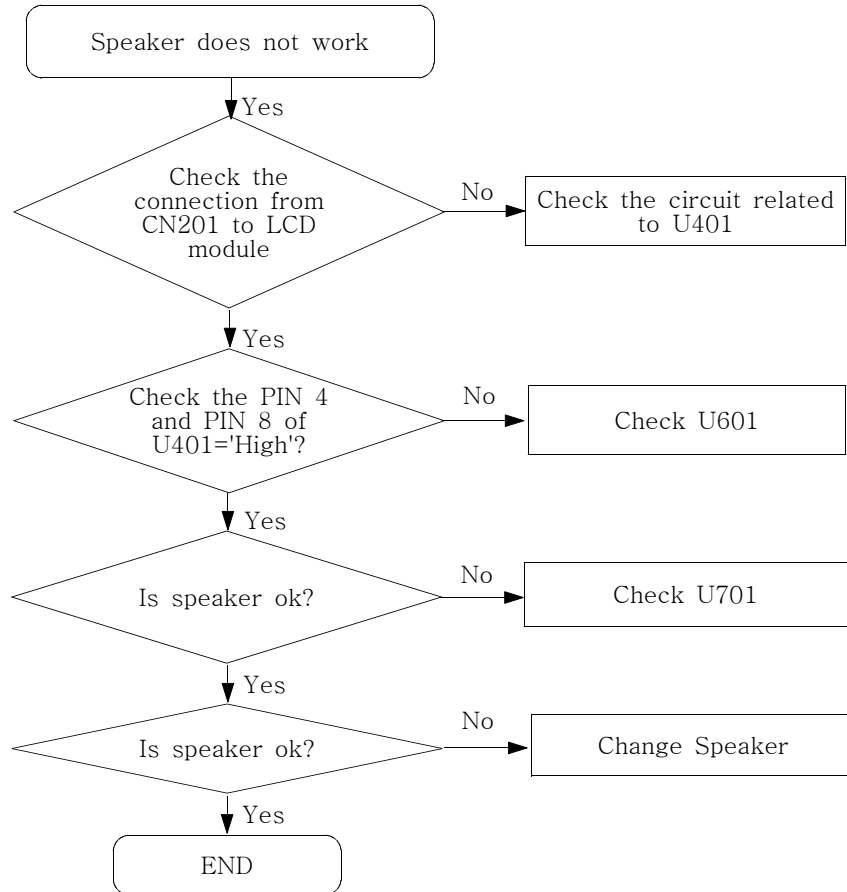 Speaker does not work
Yes
Check the
connection from
CN201 to LCD
module
No
Check the circuit related
to U401
Yes
Check the PIN 4
and PIN 8 of
U401='High'?
No
Check U601
Yes
Is speaker ok?
No
Check U701
Yes
Is speaker ok?
No
Change Speaker
Yes
END